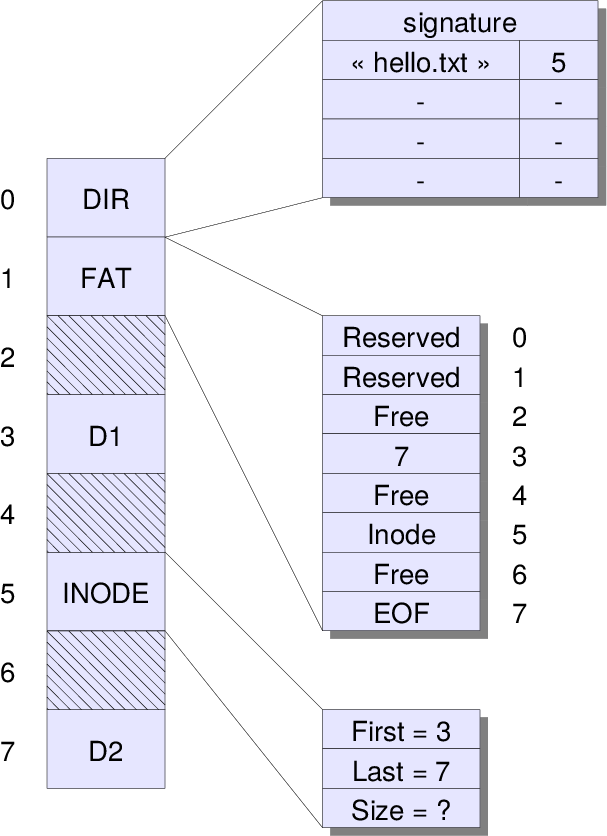 signature
« hello.txt » 5
- -
- -
- -
0 DIR
1 FAT
2
3 D1
4
5 INODE
6
7 D2
Reserved 0
Reserved 1
Free 2
7 3
Free 4
Inode 5
Free 6
EOF 7
First = 3
Last = 7
Size = ?